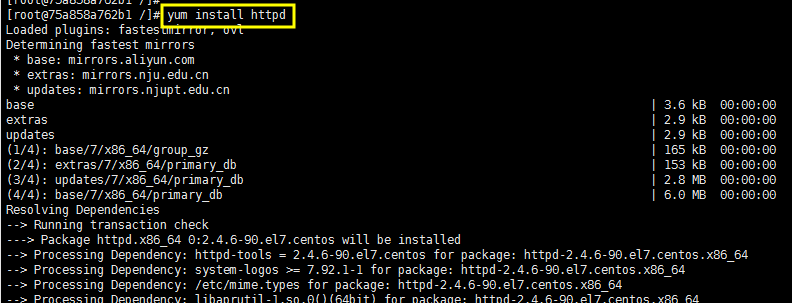 [root@75a858a762b1 /]#
[root@75a858a762b1 /]# yum install httpd
Loaded plugins: fastestmirror, ovl
Determining fastest mirrors
 * base: mirrors.aliyun.com
 * extras: mirrors.nju.edu.cn
 * updates: mirrors.njupt.edu.cn
base | 3.6 kB 00:00:00
extras | 2.9 kB 00:00:00
updates | 2.9 kB 00:00:00
(1/4): base/7/x86_64/group_gz | 165 kB 00:00:00
(2/4): extras/7/x86_64/primary_db | 153 kB 00:00:00
(3/4): updates/7/x86_64/primary_db | 2.8 MB 00:00:00
(4/4): base/7/x86_64/primary_db | 6.0 MB 00:00:00
Resolving Dependencies
--> Running transaction check
---> Package httpd.x86_64 0:2.4.6-90.el7.centos will be installed
--> Processing Dependency: httpd-tools = 2.4.6-90.el7.centos for package: httpd-2.4.6-90.el7.centos.x86_64
--> Processing Dependency: system-logos >= 7.92.1-1 for package: httpd-2.4.6-90.el7.centos.x86_64
--> Processing Dependency: /etc/mime.types for package: httpd-2.4.6-90.el7.centos.x86_64
--> Processing Dependency: libaprutil-1.so.0()(64bit) for package: httpd-2.4.6-90.el7.centos.x86_64